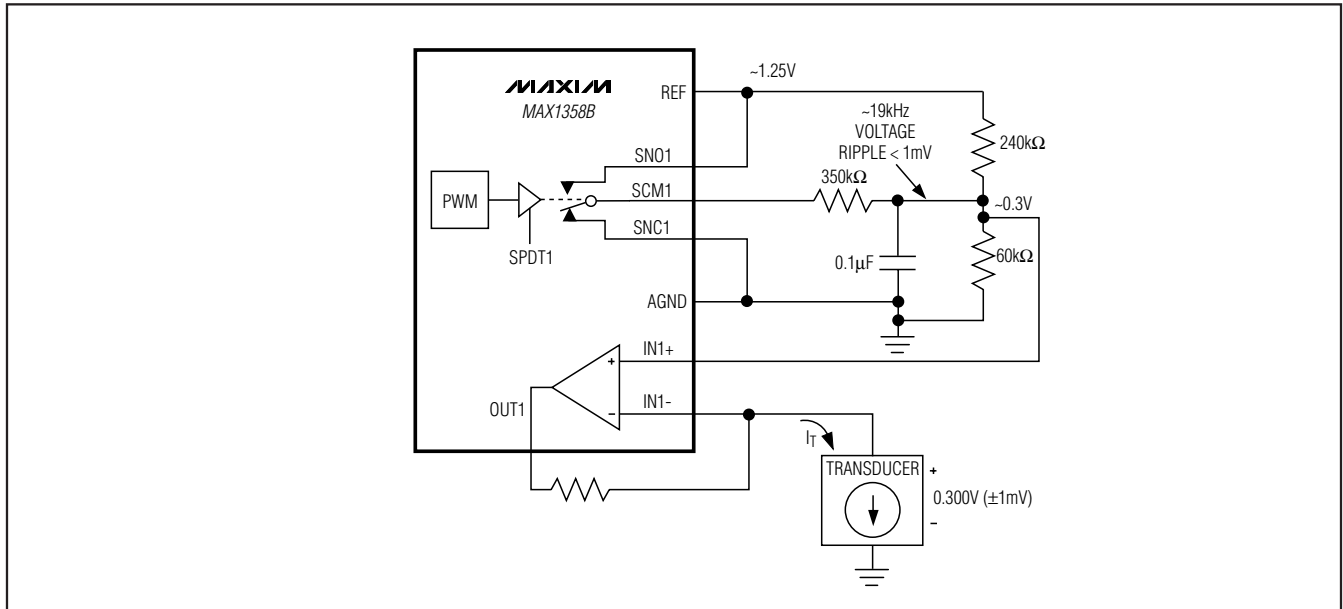 MAXIM
MAX1358B
REF
~1.25V
~19kHz
VOLTAGE
RIPPLE < 1mV
240kΩ
SNO1
350kΩ
PWM
SCM1
~0.3V
SNC1
SPDT1
0.1μF
60kΩ
AGND
IN1+
+
OUT1
IN1-
–
IT
TRANSDUCER
+
0.300V (±1mV)
–